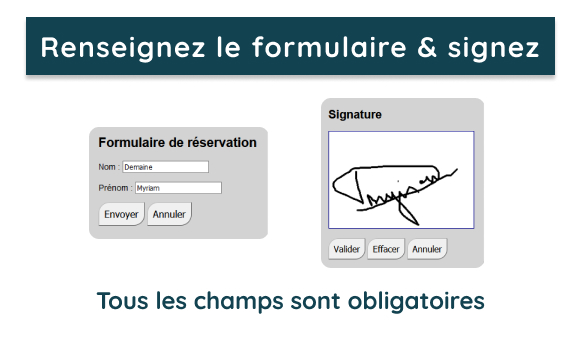 Renseignez le formulaire & signez
Formulaire de réservation
Nom : Demaine
Prénom : Myriam
Envoyer Annuler
Signature
Valider Effacer Annuler
Tous les champs sont obligatoires